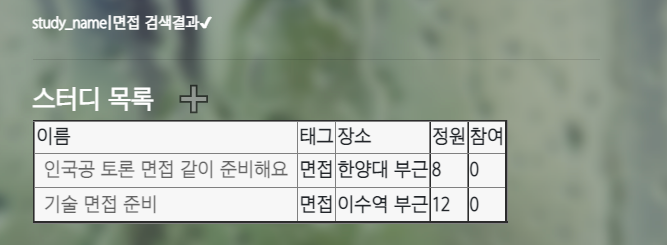 study_name|면접 검색결과✔
스터디 목록
이름 태그 장소 정원 참여
인국공 토론 면접 같이 준비해요 면접 한양대 부근 8 0
기술 면접 준비 면접 이수역 부근 12 0